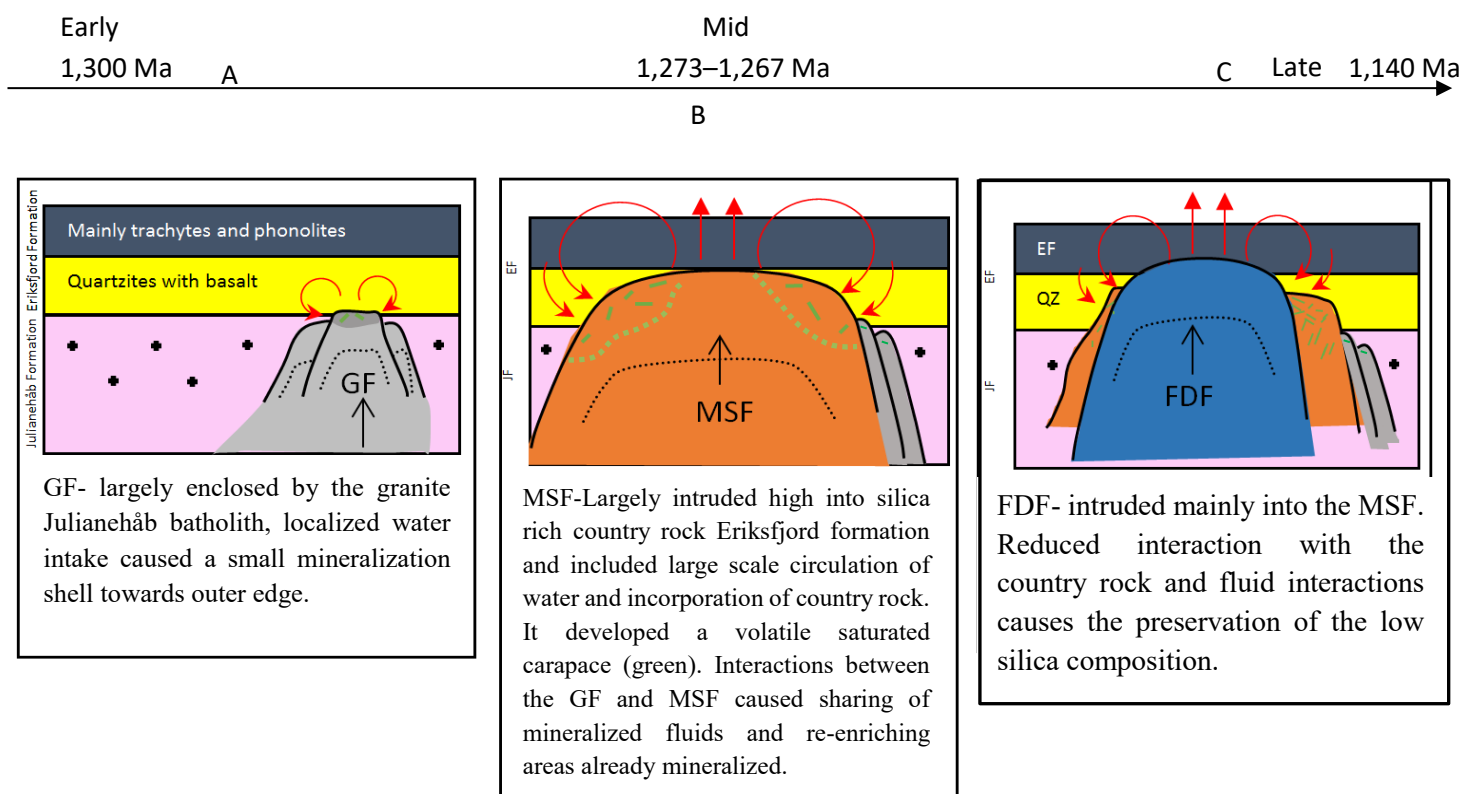 Early
Mid
1,300 Ma
A
1,273–1,267 Ma
C
Late
1,140 Ma
B
Julianehåb Formation
Eriksfjord Formation
Mainly trachytes and phonolites
Quartzites with basalt
GF
GF- largely enclosed by the granite
Julianehåb batholith, localized water
intake caused a small mineralization
shell towards outer edge.
EF
JF
MSF
MSF-Largely intruded high into silica
rich country rock Eriksfjord formation
and included large scale circulation of
water and incorporation of country rock.
It developed a volatile saturated
carapace (green). Interactions between
the GF and MSF caused sharing of
mineralized fluids and re-enriching
areas already mineralized.
EF
JF
EF
QZ
FDF
FDF- intruded mainly into the MSF.
Reduced interaction with the
country rock and fluid interactions
causes the preservation of the low
silica composition.